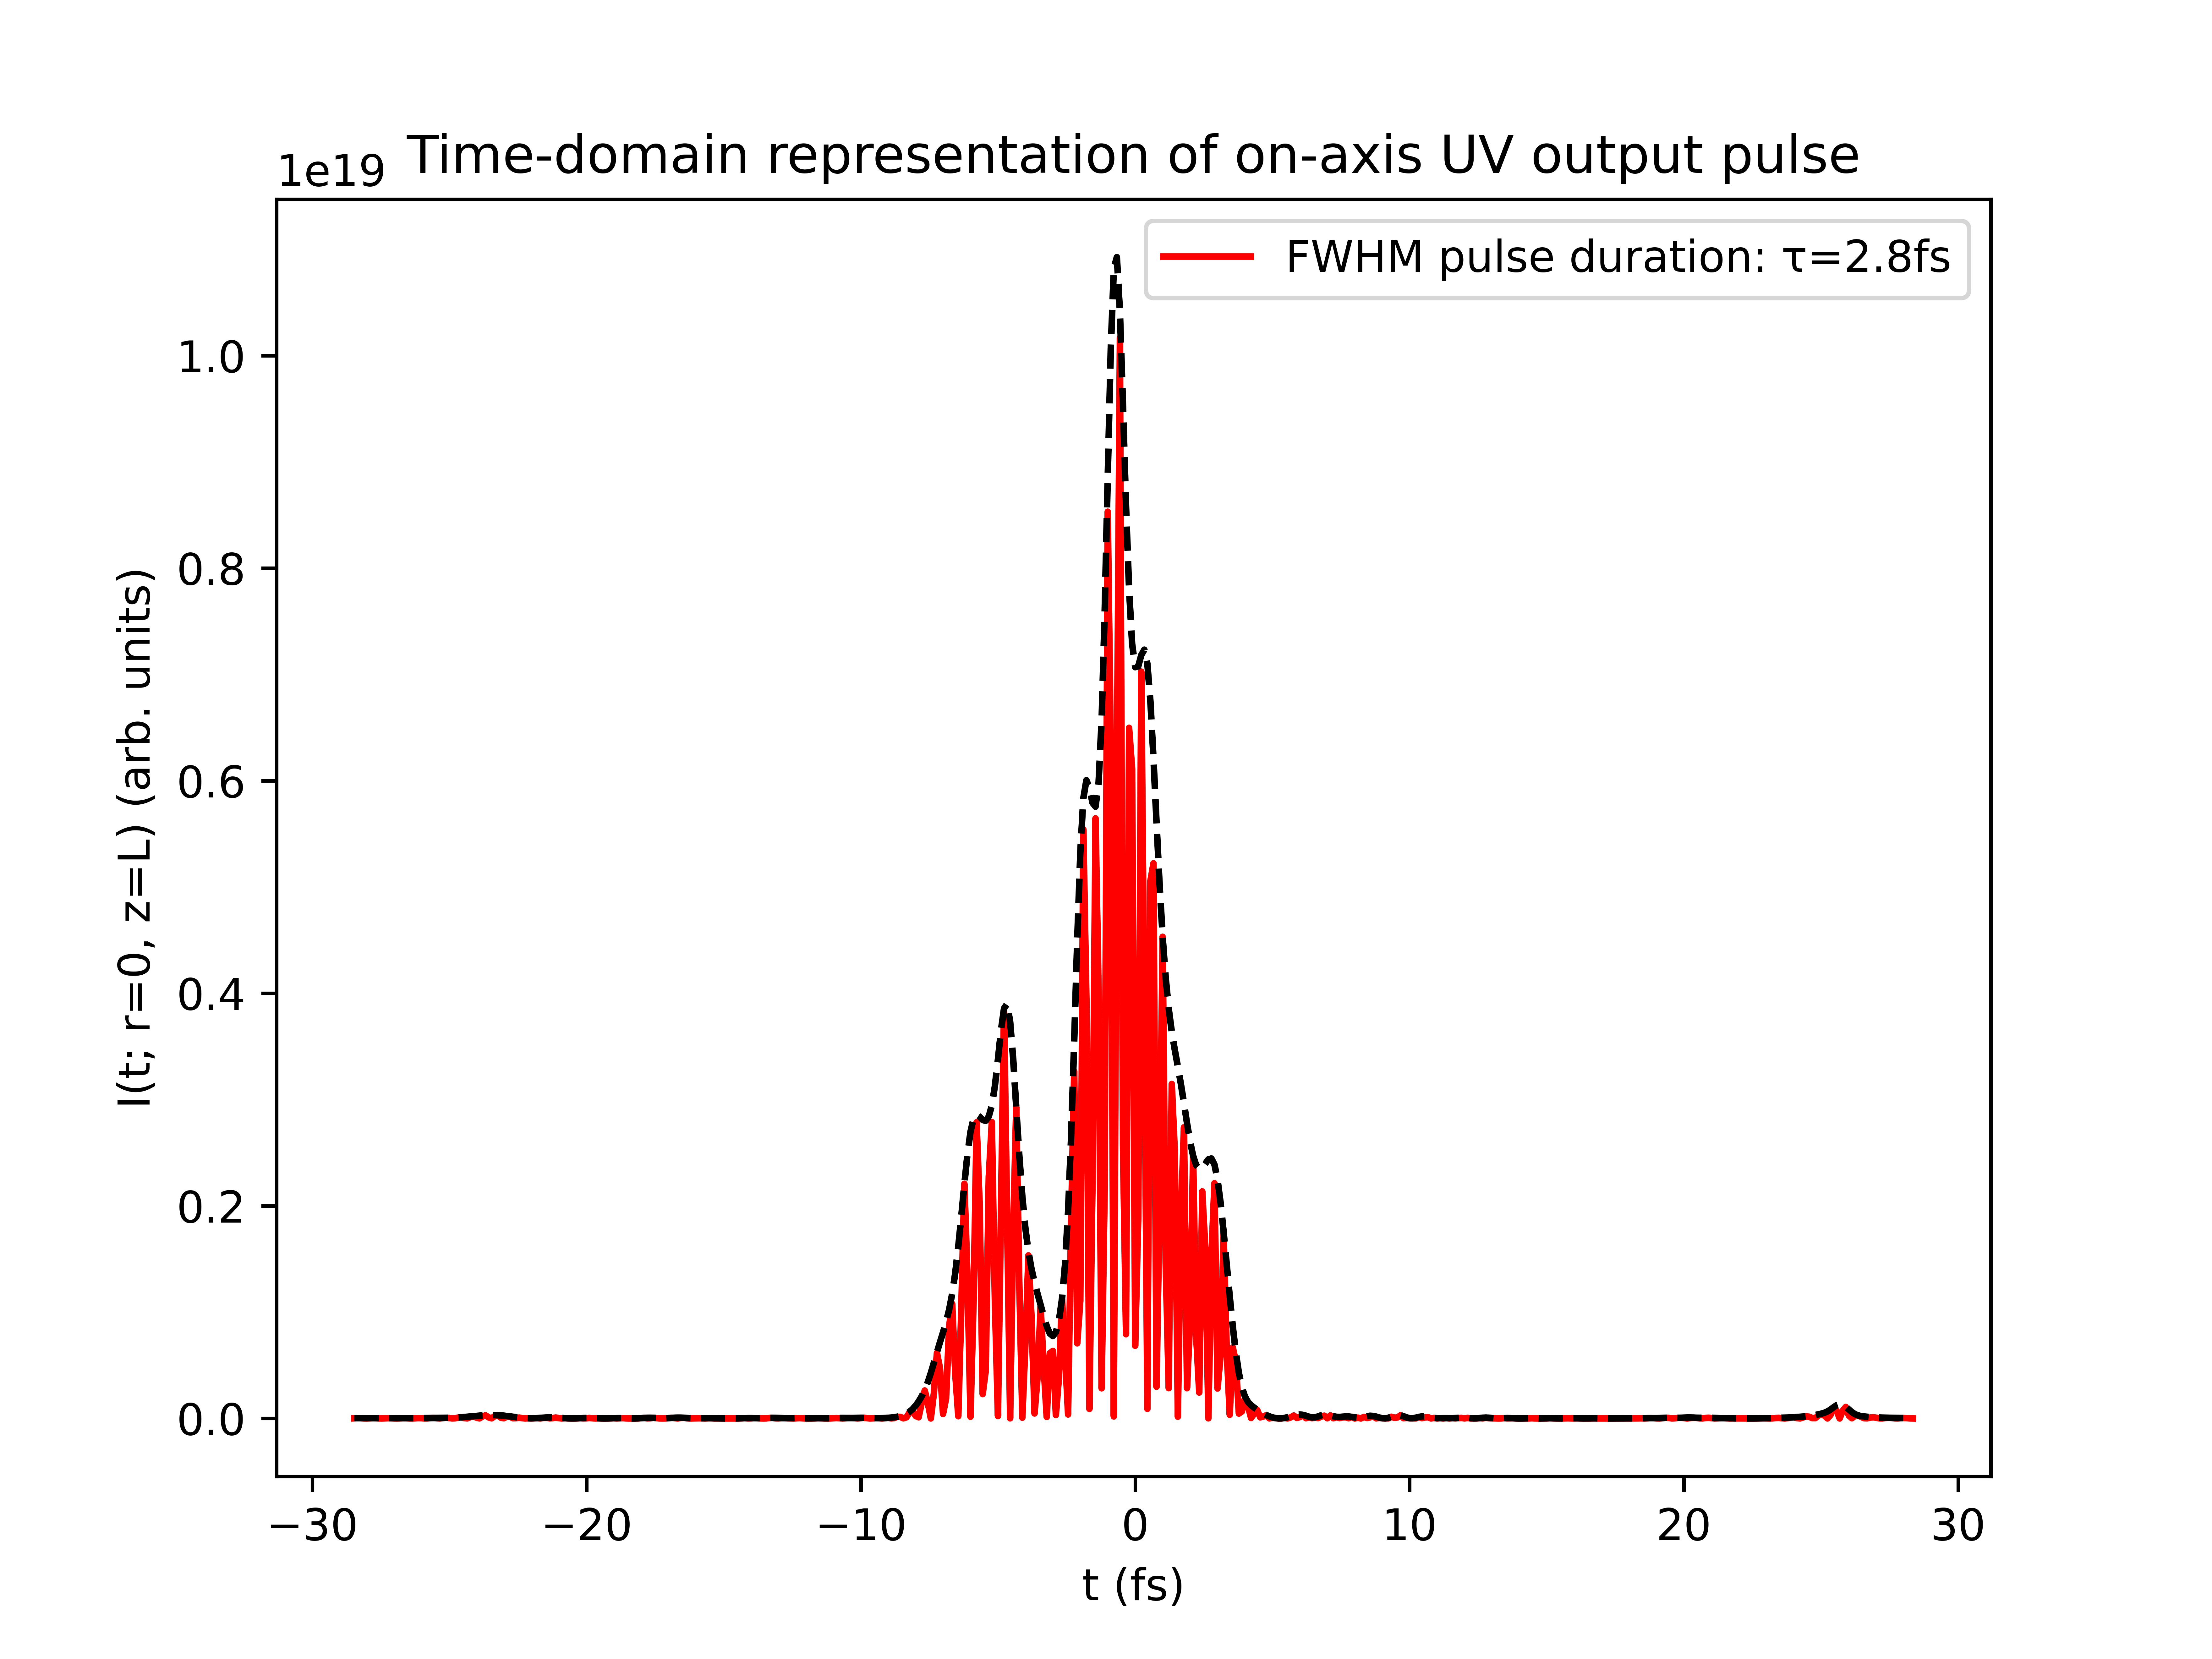 Time-domain representation of on-axis UV output pulse
1e19
FWHM pulse duration: τ=2.8fs
I(t; r=0, z=L) (arb. units)
1.0
0.8
0.6
0.4
0.2
0.0
−30 −20 −10 0 10 20 30
t (fs)